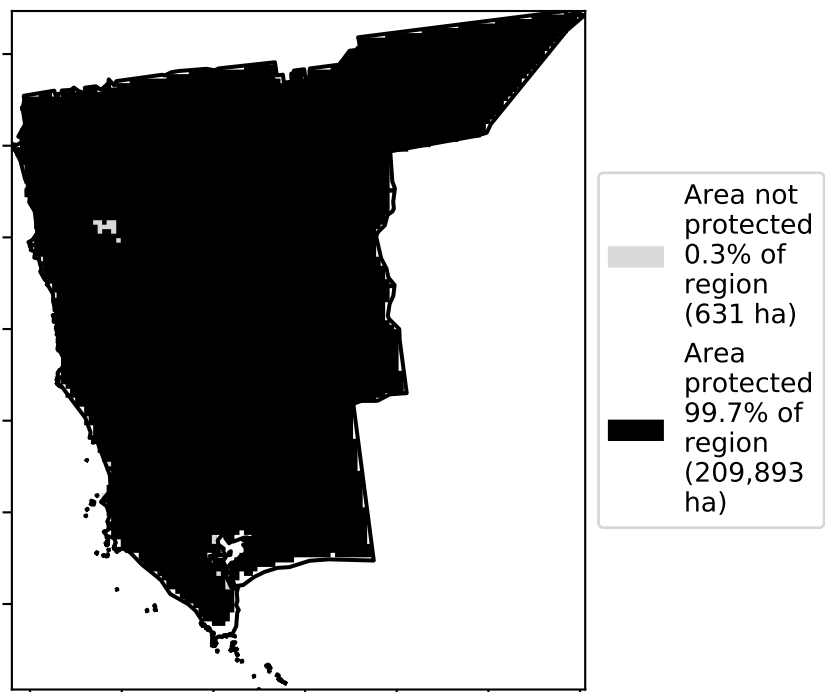 Area not
protected
0.3% of
region
(631 ha)
Area
protected
99.7% of
region
(209,893
ha)